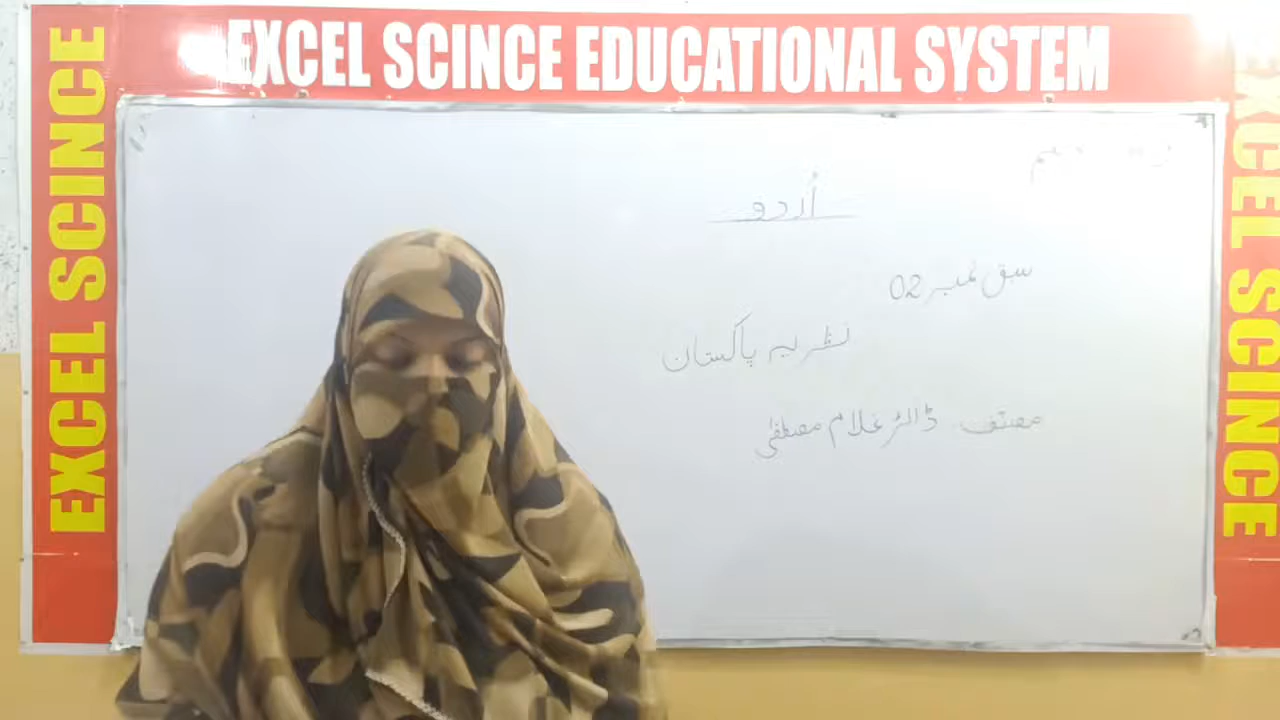 EXCEL SCINCE EDUCATIONAL SYSTEM
EXCEL SCINCE
EXCEL SCINCE
اُردو
سبق نمبر 02
نظریہ پاکستان
مصنف ڈاکٹر غلام مصطفیٰ